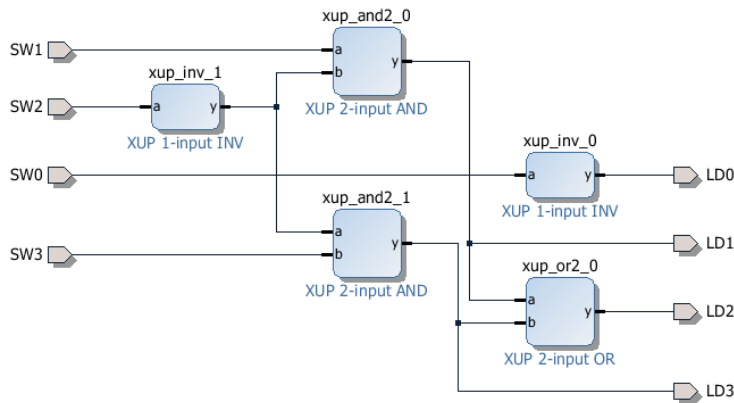 xup_and2_0
SW1
a
b
y
XUP 2-input AND
xup_inv_1
SW2
a
y
XUP 1-input INV
xup_inv_0
SW0
a
y
LD0
XUP 1-input INV
xup_and2_1
a
b
y
SW3
XUP 2-input AND
LD1
xup_or2_0
a
b
y
LD2
XUP 2-input OR
LD3